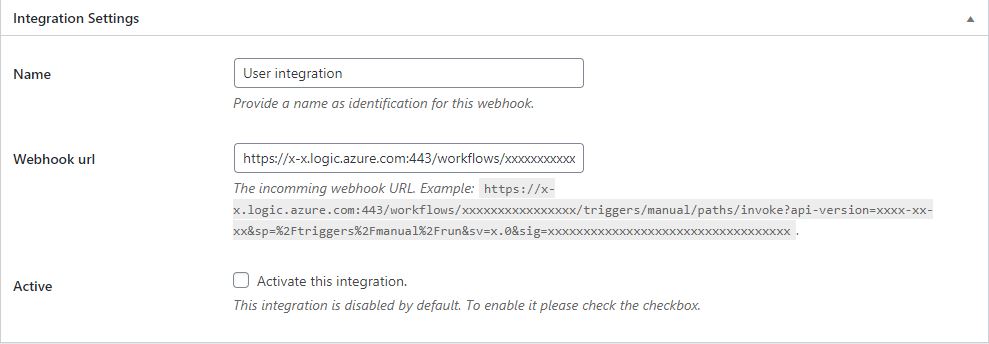 Integration Settings
Name
User integration
Provide a name as identification for this webhook.
Webhook url
https://x-x.logic.azure.com:443/workflows/xxxxxxxxxxx
The incomming webhook URL. Example: https://x-
x.logic.azure.com:443/workflows/xxxxxxxxxxxxxxxx/triggers/manual/paths/invoke?api-version=xxxx-xx-
xx&sp=%2Ftriggers%2Fmanual%2Frun&sv=x.0&sig=xxxxxxxxxxxxxxxxxxxxxxxxxxxxxxxxxx .
Active
Activate this integration.
This integration is disabled by default. To enable it please check the checkbox.